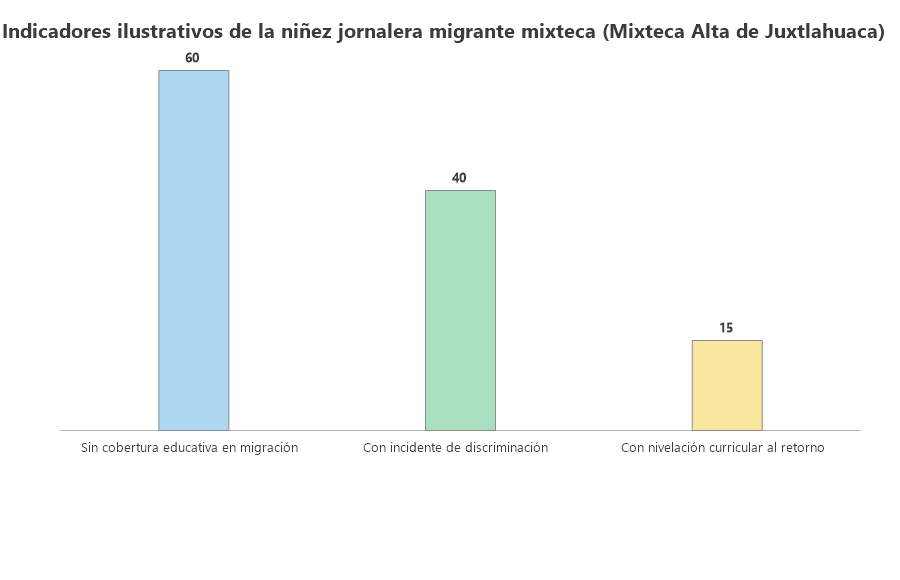 Indicadores ilustrativos de la niñez jornalera migrante mixteca (Mixteca Alta de Juxtlahuaca)
60
40
15
Sin cobertura educativa en migración
Con incidente de discriminación
Con nivelación curricular al retorno